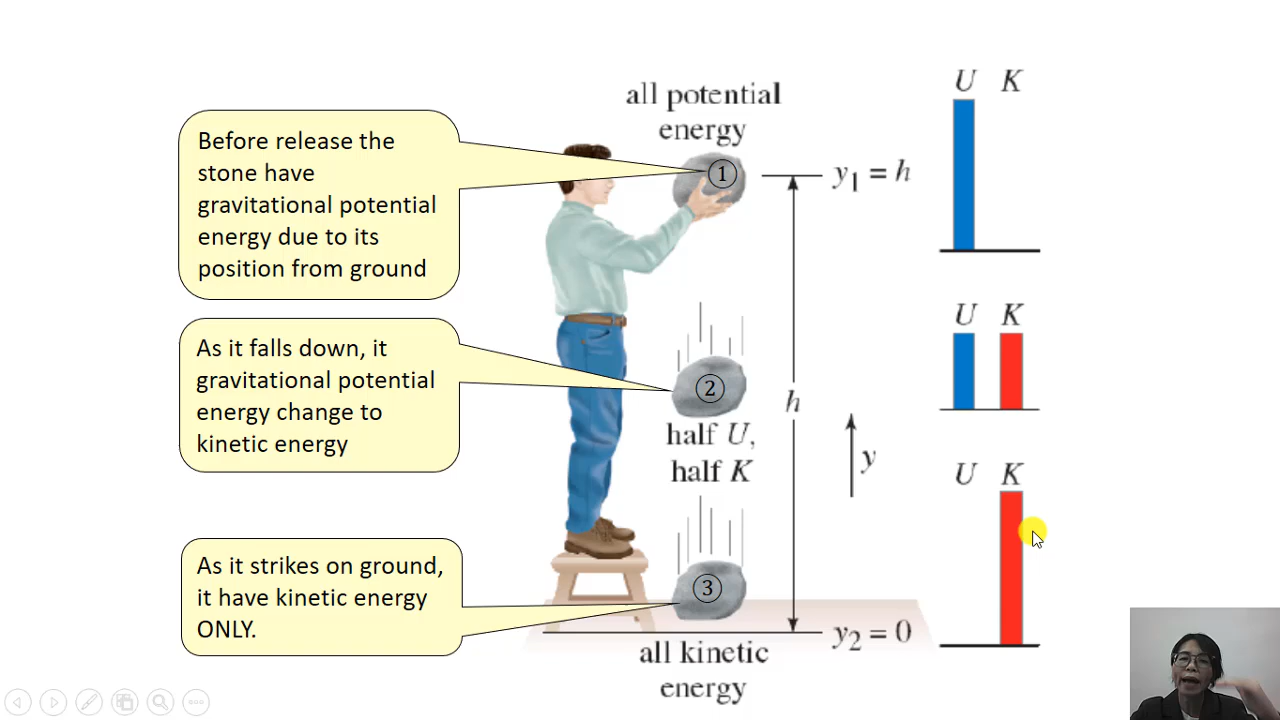 Before release the
stone have
gravitational potential
energy due to its
position from ground
As it falls down, it
gravitational potential
energy change to
kinetic energy
As it strikes on ground,
it have kinetic energy
ONLY.
all potential
energy
①
y₁ = h
②
half U,
half K
h
y
③
y₂ = 0
all kinetic
energy
U K
U K
U K